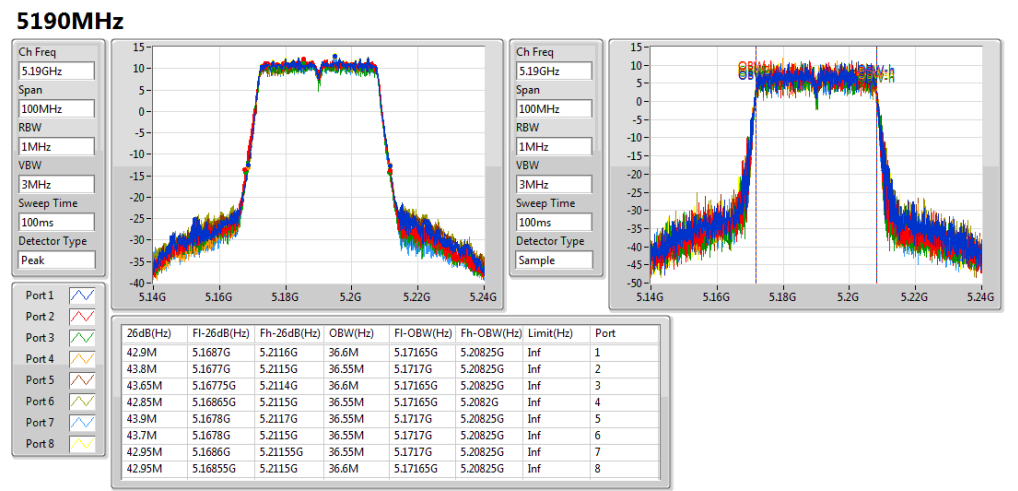 5190MHz
Ch Freq
5.19GHz
Span
100MHz
RBW
1MHz
VBW
3MHz
Sweep Time
100ms
Detector Type
Peak
15
10
5
0
-5
-10
-15
-20
-25
-30
-35
-40
5.14G 5.16G 5.18G 5.2G 5.22G 5.24G
Ch Freq
5.19GHz
Span
100MHz
RBW
1MHz
VBW
3MHz
Sweep Time
100ms
Detector Type
Sample
15
10
5
0
-5
-10
-15
-20
-25
-30
-35
-40
-45
-50
5.14G 5.16G 5.18G 5.2G 5.22G 5.24G
Port 1
Port 2
Port 3
Port 4
Port 5
Port 6
Port 7
Port 8
26dB(Hz) Fl-26dB(Hz) Fh-26dB(Hz) OBW(Hz) Fl-OBW(Hz) Fh-OBW(Hz) Limit(Hz) Port
42.9M 5.1687G 5.2116G 36.6M 5.17165G 5.20825G Inf 1
43.8M 5.1677G 5.2115G 36.55M 5.1717G 5.20825G Inf 2
43.65M 5.16775G 5.2114G 36.6M 5.17165G 5.20825G Inf 3
42.85M 5.16865G 5.2115G 36.55M 5.17165G 5.2082G Inf 4
43.9M 5.1678G 5.2117G 36.55M 5.1717G 5.20825G Inf 5
43.7M 5.1678G 5.2115G 36.55M 5.1717G 5.20825G Inf 6
42.95M 5.1686G 5.21155G 36.55M 5.1717G 5.20825G Inf 7
42.95M 5.16855G 5.2115G 36.6M 5.17165G 5.20825G Inf 8